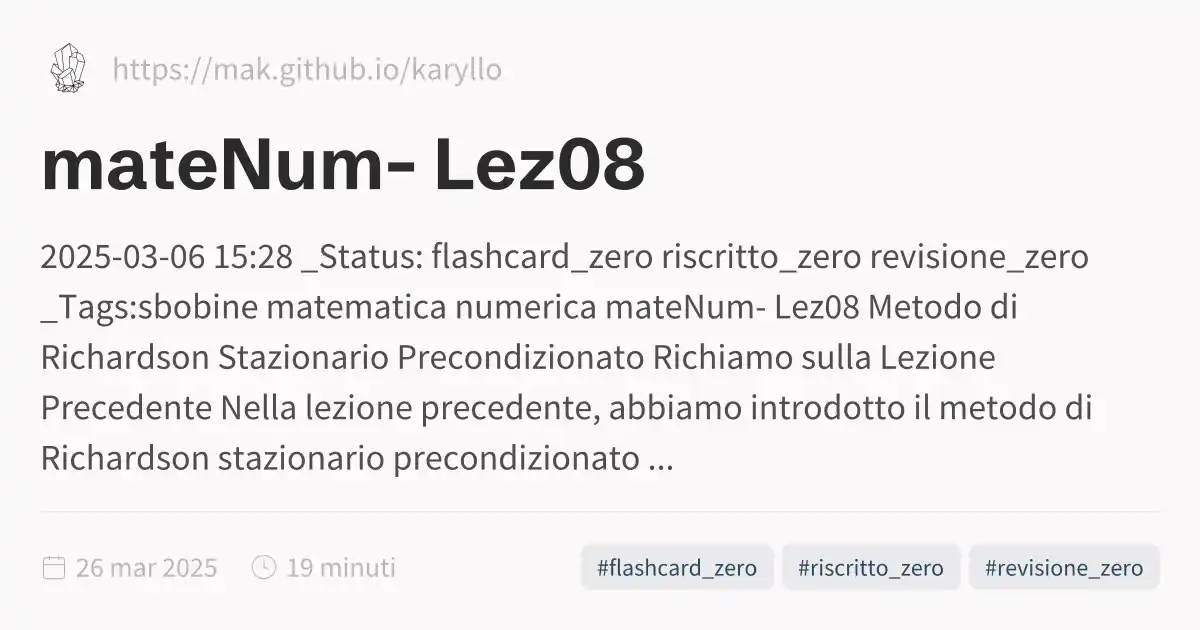 https://mak.github.io/karyllo
mateNum- Lez08
2025-03-06 15:28 _Status: flashcard_zero riscritto_zero revisione_zero
_Tags:sbobine matematica numerica mateNum- Lez08 Metodo di
Richardson Stazionario Precondizionato Richiamo sulla Lezione
Precedente Nella lezione precedente, abbiamo introdotto il metodo di
Richardson stazionario precondizionato ...
26 mar 2025 19 minuti #flashcard_zero #riscritto_zero #revisione_zero